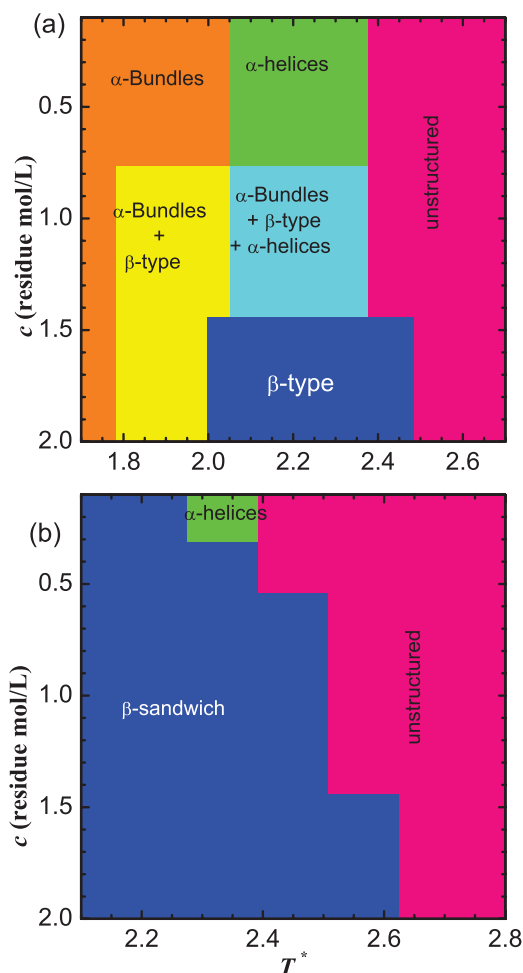 (a)
α-Bundles
α-helices
unstructured
α-Bundles
+
β-type
α-Bundles
+ β-type
+ α-helices
β-type
0.5
1.0
1.5
2.0
c (residue mol/L)
1.8 2.0 2.2 2.4 2.6
(b)
α-helices
β-sandwich
unstructured
0.5
1.0
1.5
2.0
c (residue mol/L)
2.2 2.4 2.6 2.8
T*